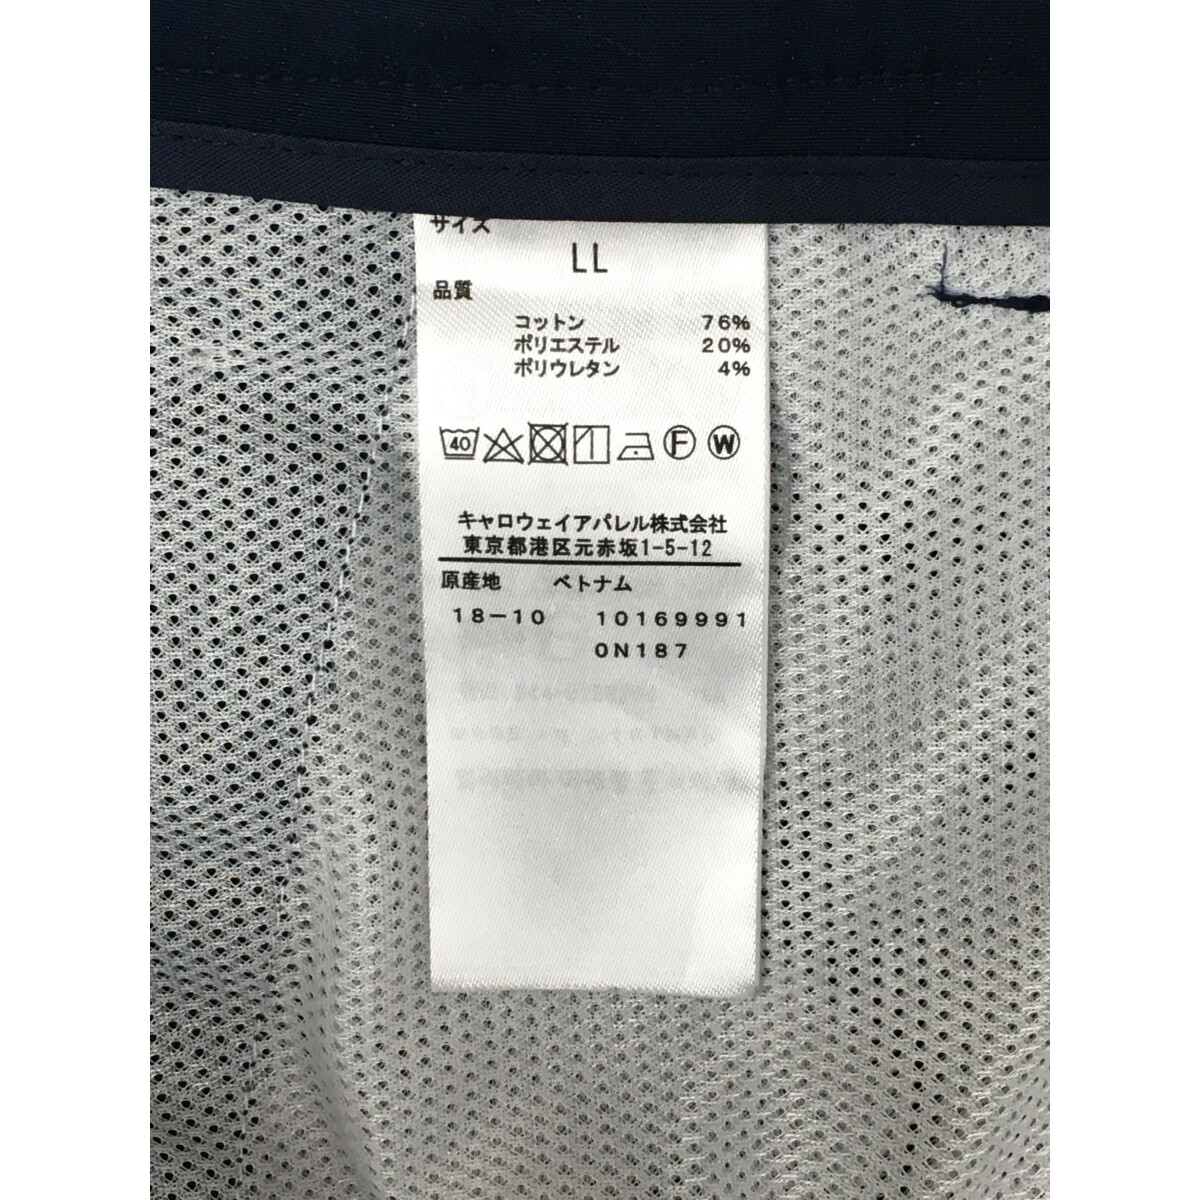 サイズ
LL
品質
コットン 76%
ポリエステル 20%
ポリウレタン 4%
40 F W
キャロウェイアパレル株式会社
東京都港区元赤坂1-5-12
原産地 ベトナム
18-10 10169991
0N187